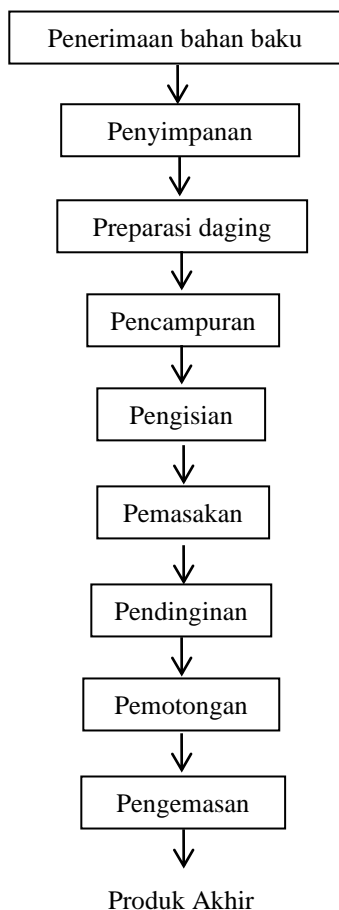 Penerimaan bahan baku
Penyimpanan
Preparasi daging
Pencampuran
Pengisian
Pemasakan
Pendinginan
Pemotongan
Pengemasan
Produk Akhir